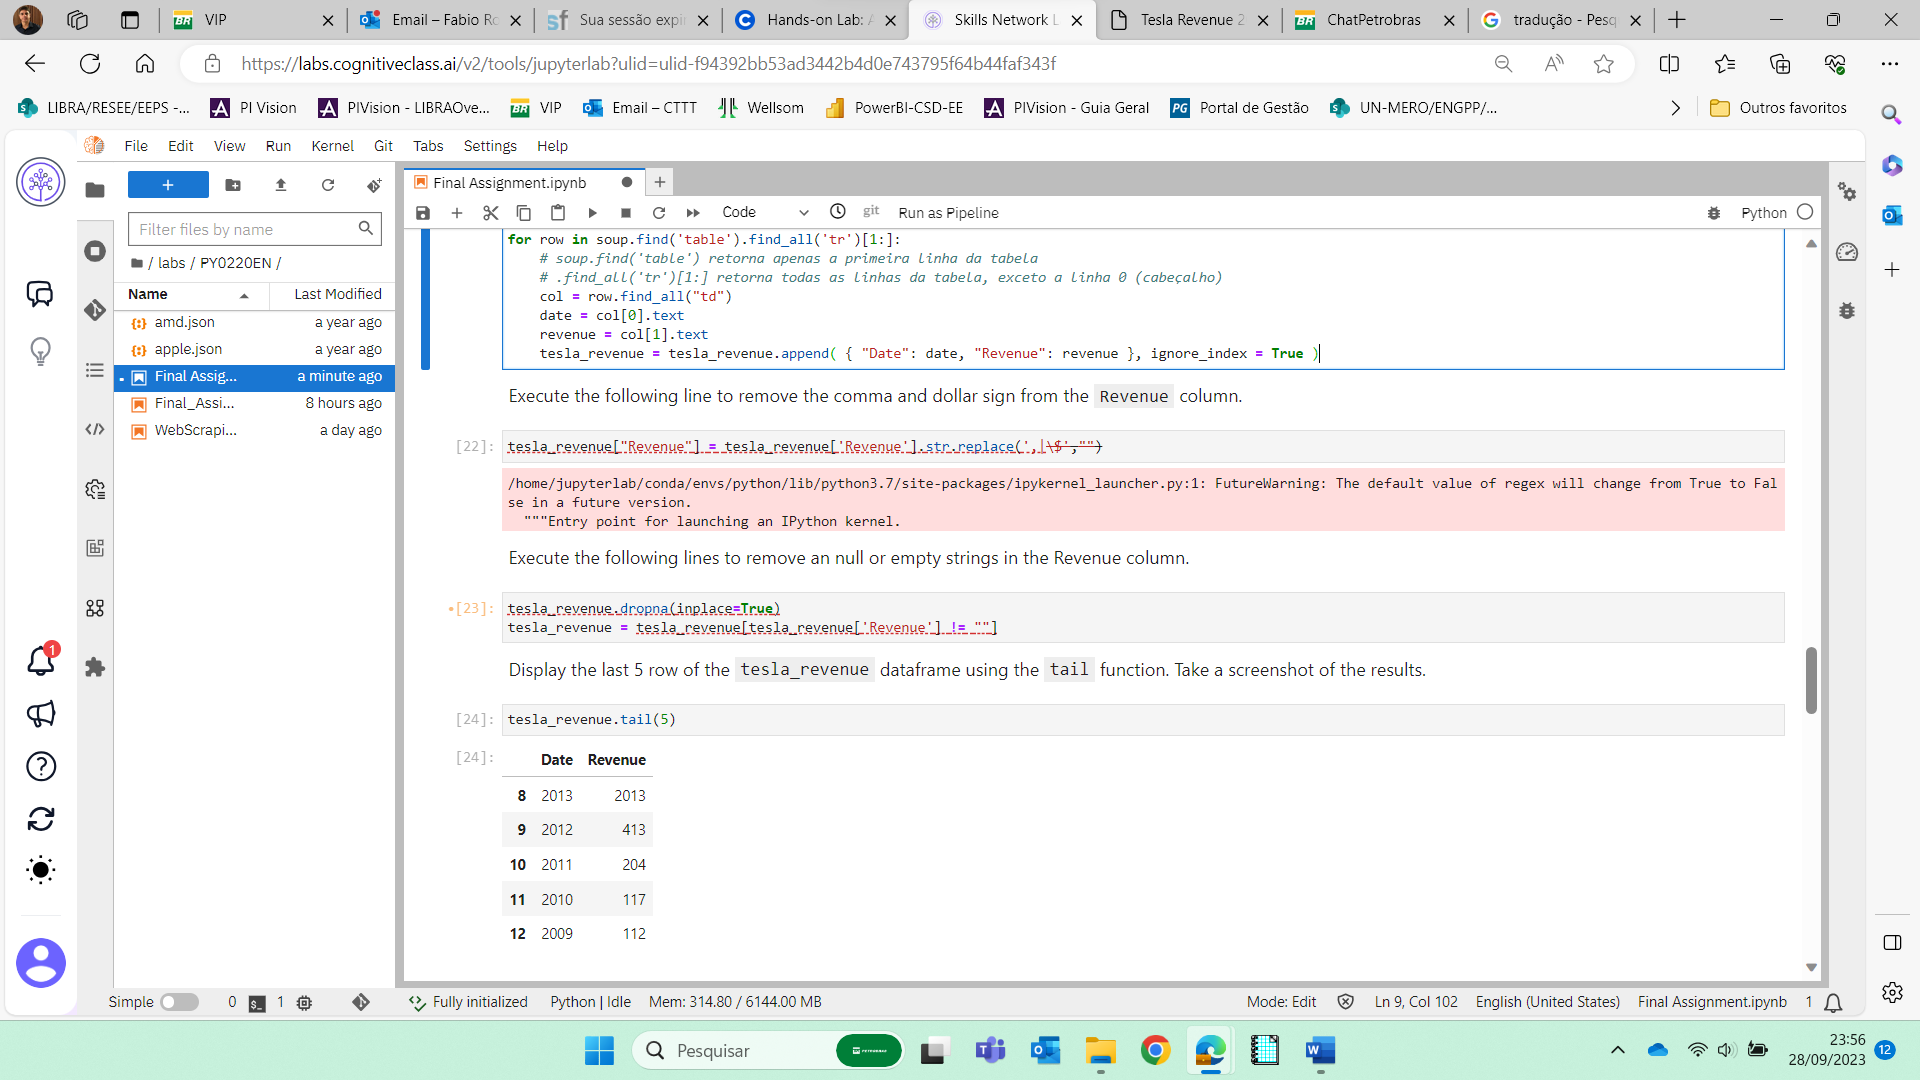 VIP
Email – Fabio Ro
Sua sessão expi
Hands-on Lab: A
Skills Network L
Tesla Revenue 2
ChatPetrobras
tradução - Pesq
https://labs.cognitiveclass.ai/v2/tools/jupyterlab?ulid=ulid-f94392bb53ad3442b4d0e743795f64b44faf343f
LIBRA/RESEE/EEPS -...
PI Vision
PIVision - LIBRAOve...
VIP
Email – CTTT
Wellsom
PowerBI-CSD-EE
PIVision - Guia Geral
Portal de Gestão
UN-MERO/ENGPP/...
Outros favoritos
File Edit View Run Kernel Git Tabs Settings Help
Final Assignment.ipynb
Code
git
Run as Pipeline
Python
Filter files by name
/ labs / PY0220EN /
Name Last Modified
amd.json a year ago
apple.json a year ago
Final Assig... a minute ago
Final_Assi... 8 hours ago
WebScrapi... a day ago
for row in soup.find('table').find_all('tr')[1:]:
# soup.find('table') retorna apenas a primeira linha da tabela
# .find_all('tr')[1:] retorna todas as linhas da tabela, exceto a linha 0 (cabeçalho)
col = row.find_all("td")
date = col[0].text
revenue = col[1].text
tesla_revenue = tesla_revenue.append( { "Date": date, "Revenue": revenue }, ignore_index = True )
Execute the following line to remove the comma and dollar sign from the Revenue column.
[22]: tesla_revenue["Revenue"] = tesla_revenue['Revenue'].str.replace(',|\$',"")
/home/jupyterlab/conda/envs/python/lib/python3.7/site-packages/ipykernel_launcher.py:1: FutureWarning: The default value of regex will change from True to Fal
se in a future version.
"""Entry point for launching an IPython kernel.
Execute the following lines to remove an null or empty strings in the Revenue column.
•[23]: tesla_revenue.dropna(inplace=True)
tesla_revenue = tesla_revenue[tesla_revenue['Revenue'] != ""]
Display the last 5 row of the tesla_revenue dataframe using the tail function. Take a screenshot of the results.
[24]: tesla_revenue.tail(5)
[24]: Date Revenue
8 2013 2013
9 2012 413
10 2011 204
11 2010 117
12 2009 112
1
Simple
0
1
Fully initialized
Python | Idle
Mem: 314.80 / 6144.00 MB
Mode: Edit
Ln 9, Col 102
English (United States)
Final Assignment.ipynb
1
Pesquisar
PETROBRAS
23:56
28/09/2023
12